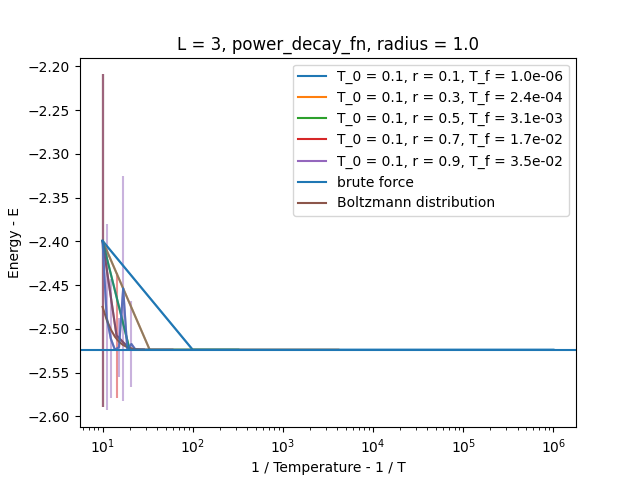 L = 3, power_decay_fn, radius = 1.0
−2.20
−2.25
−2.30
−2.35
−2.40
−2.45
−2.50
−2.55
−2.60
Energy - E
T_0 = 0.1, r = 0.1, T_f = 1.0e-06
T_0 = 0.1, r = 0.3, T_f = 2.4e-04
T_0 = 0.1, r = 0.5, T_f = 3.1e-03
T_0 = 0.1, r = 0.7, T_f = 1.7e-02
T_0 = 0.1, r = 0.9, T_f = 3.5e-02
brute force
Boltzmann distribution
10¹ 10² 10³ 10⁴ 10⁵ 10⁶
1 / Temperature - 1 / T